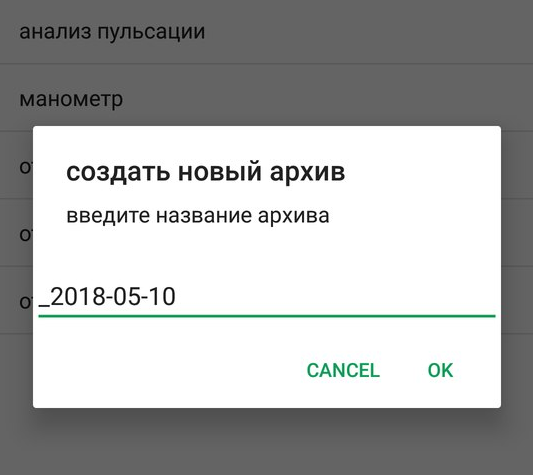 анализ пульсации
манометр
создать новый архив
введите название архива
_2018-05-10
CANCEL OK